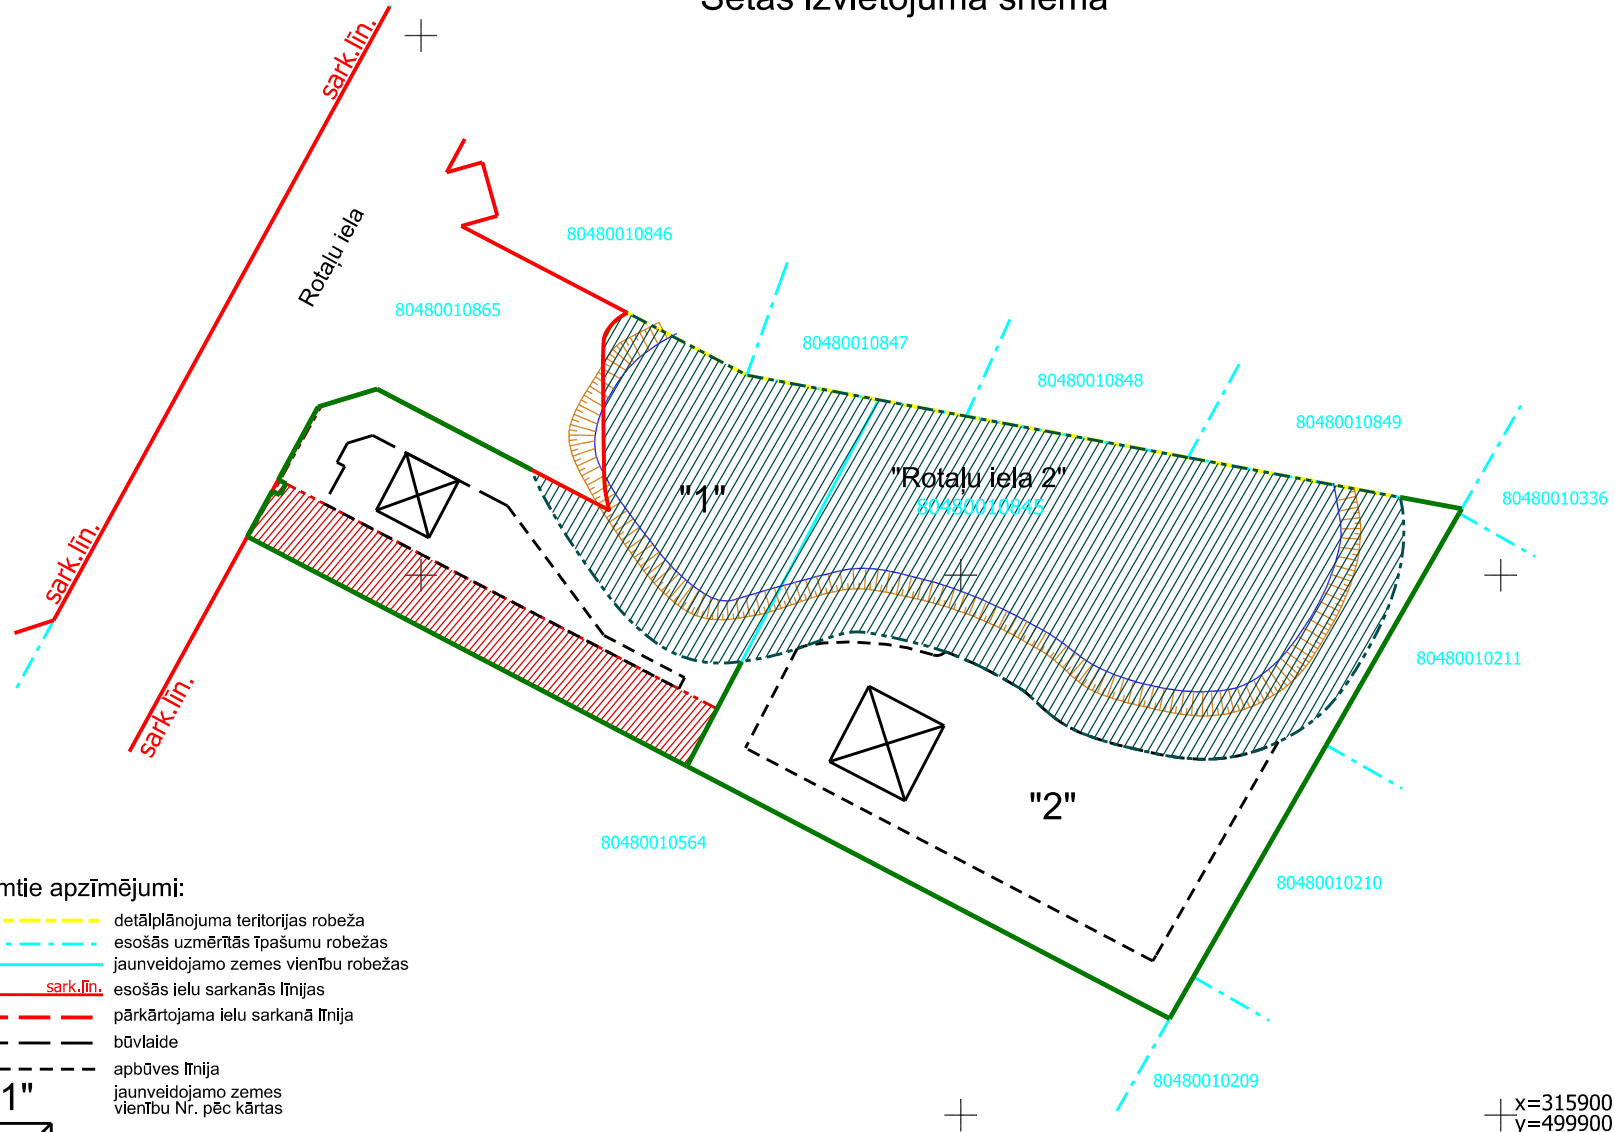 Sētas izvietojuma shēma
sark.līn.
Rotaļu iela
80480010846
80480010865
80480010847
80480010848
80480010849
"Rotaļu iela 2"
80480010845
"1"
80480010336
sark.līn.
80480010211
sark.līn.
"2"
80480010564
80480010210
80480010209
mtie apzīmējumi:
detālplānojuma teritorijas robeža
esošās uzmērītās īpašumu robežas
jaunveidojamo zemes vienību robežas
sark.līn. esošās ielu sarkanās līnijas
pārkārtojama ielu sarkanā līnija
būvlaide
apbūves līnija
1" jaunveidojamo zemes
vienību Nr. pēc kārtas
x=315900
y=499900